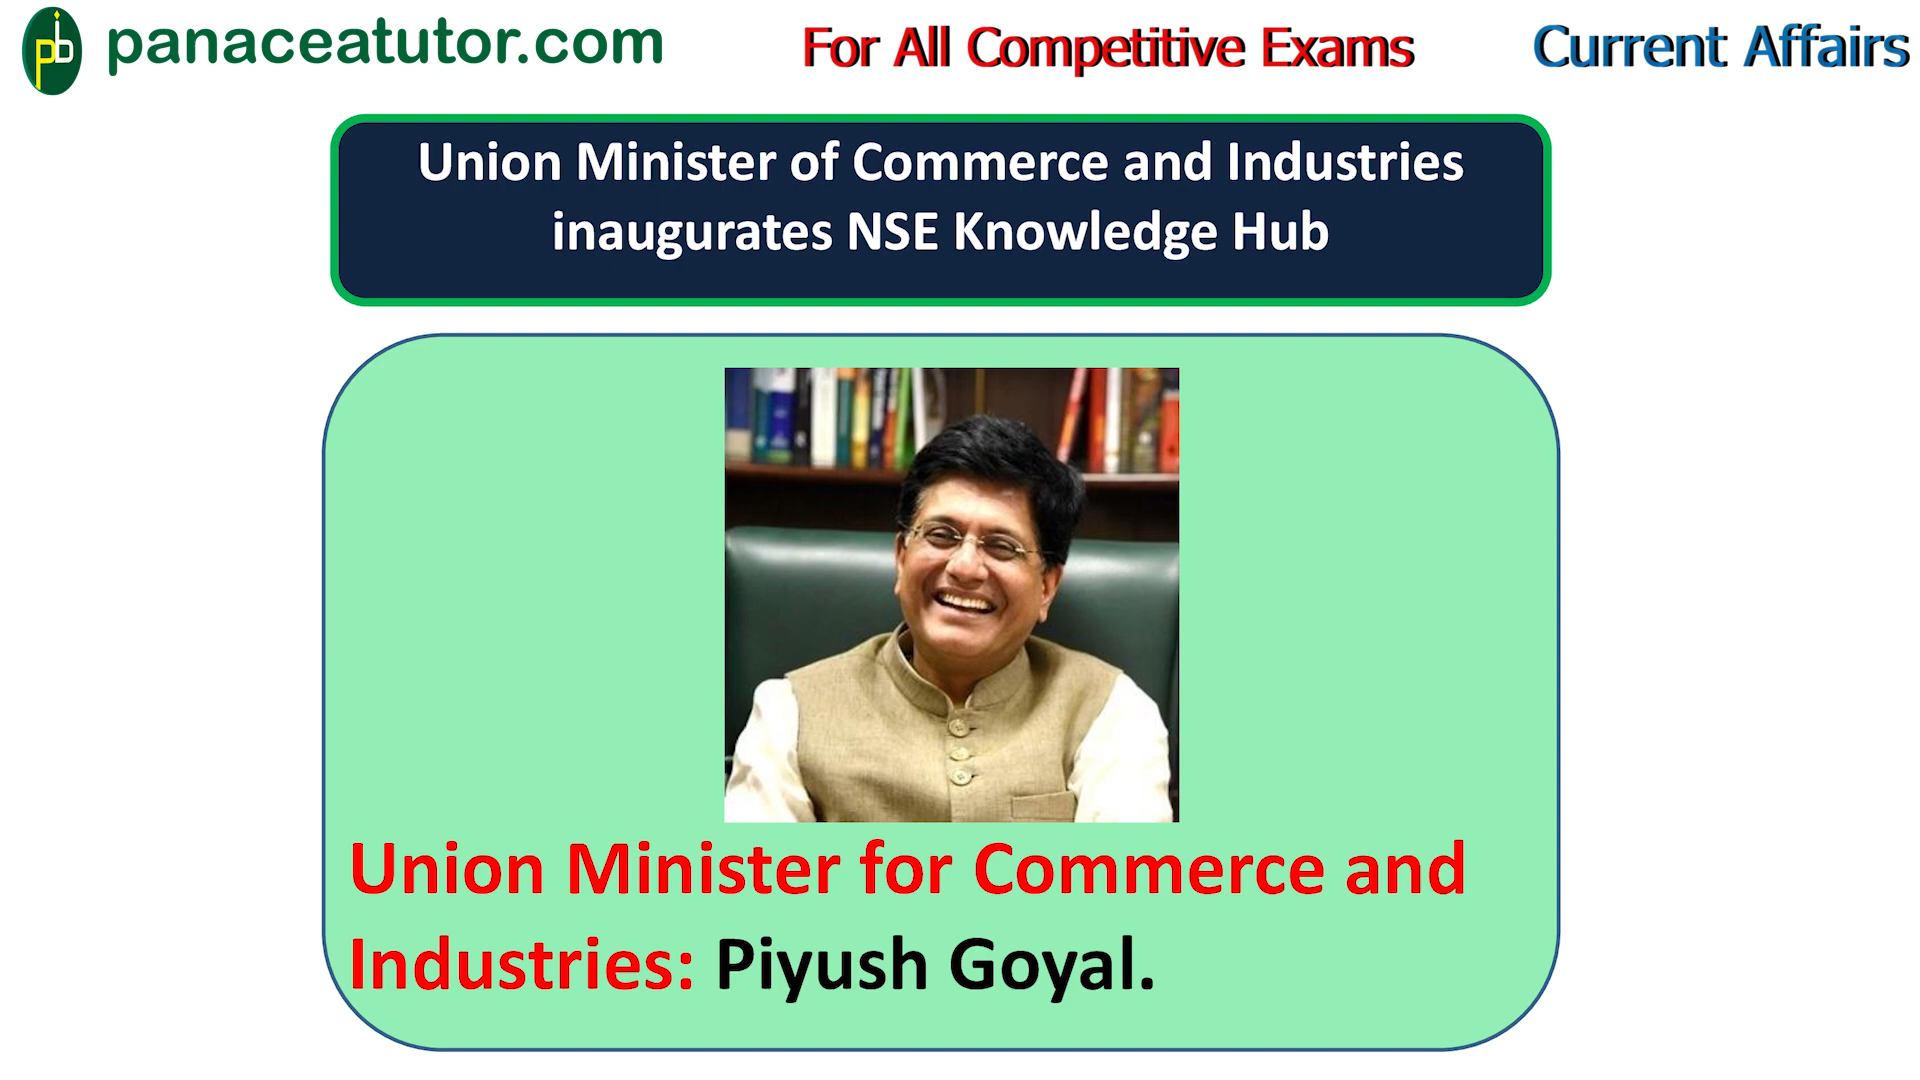 panaceatutor.com
For All Competitive Exams
Current Affairs
Union Minister of Commerce and Industries
inaugurates NSE Knowledge Hub
Union Minister for Commerce and
Industries: Piyush Goyal.